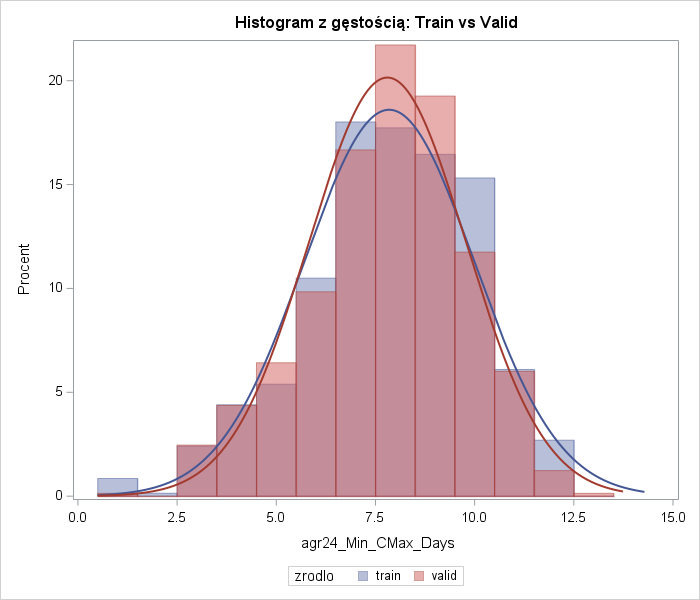 Histogram z gęstością: Train vs Valid
Procent
20
15
10
5
0
0.0 2.5 5.0 7.5 10.0 12.5 15.0
agr24_Min_CMax_Days
zrodlo train valid